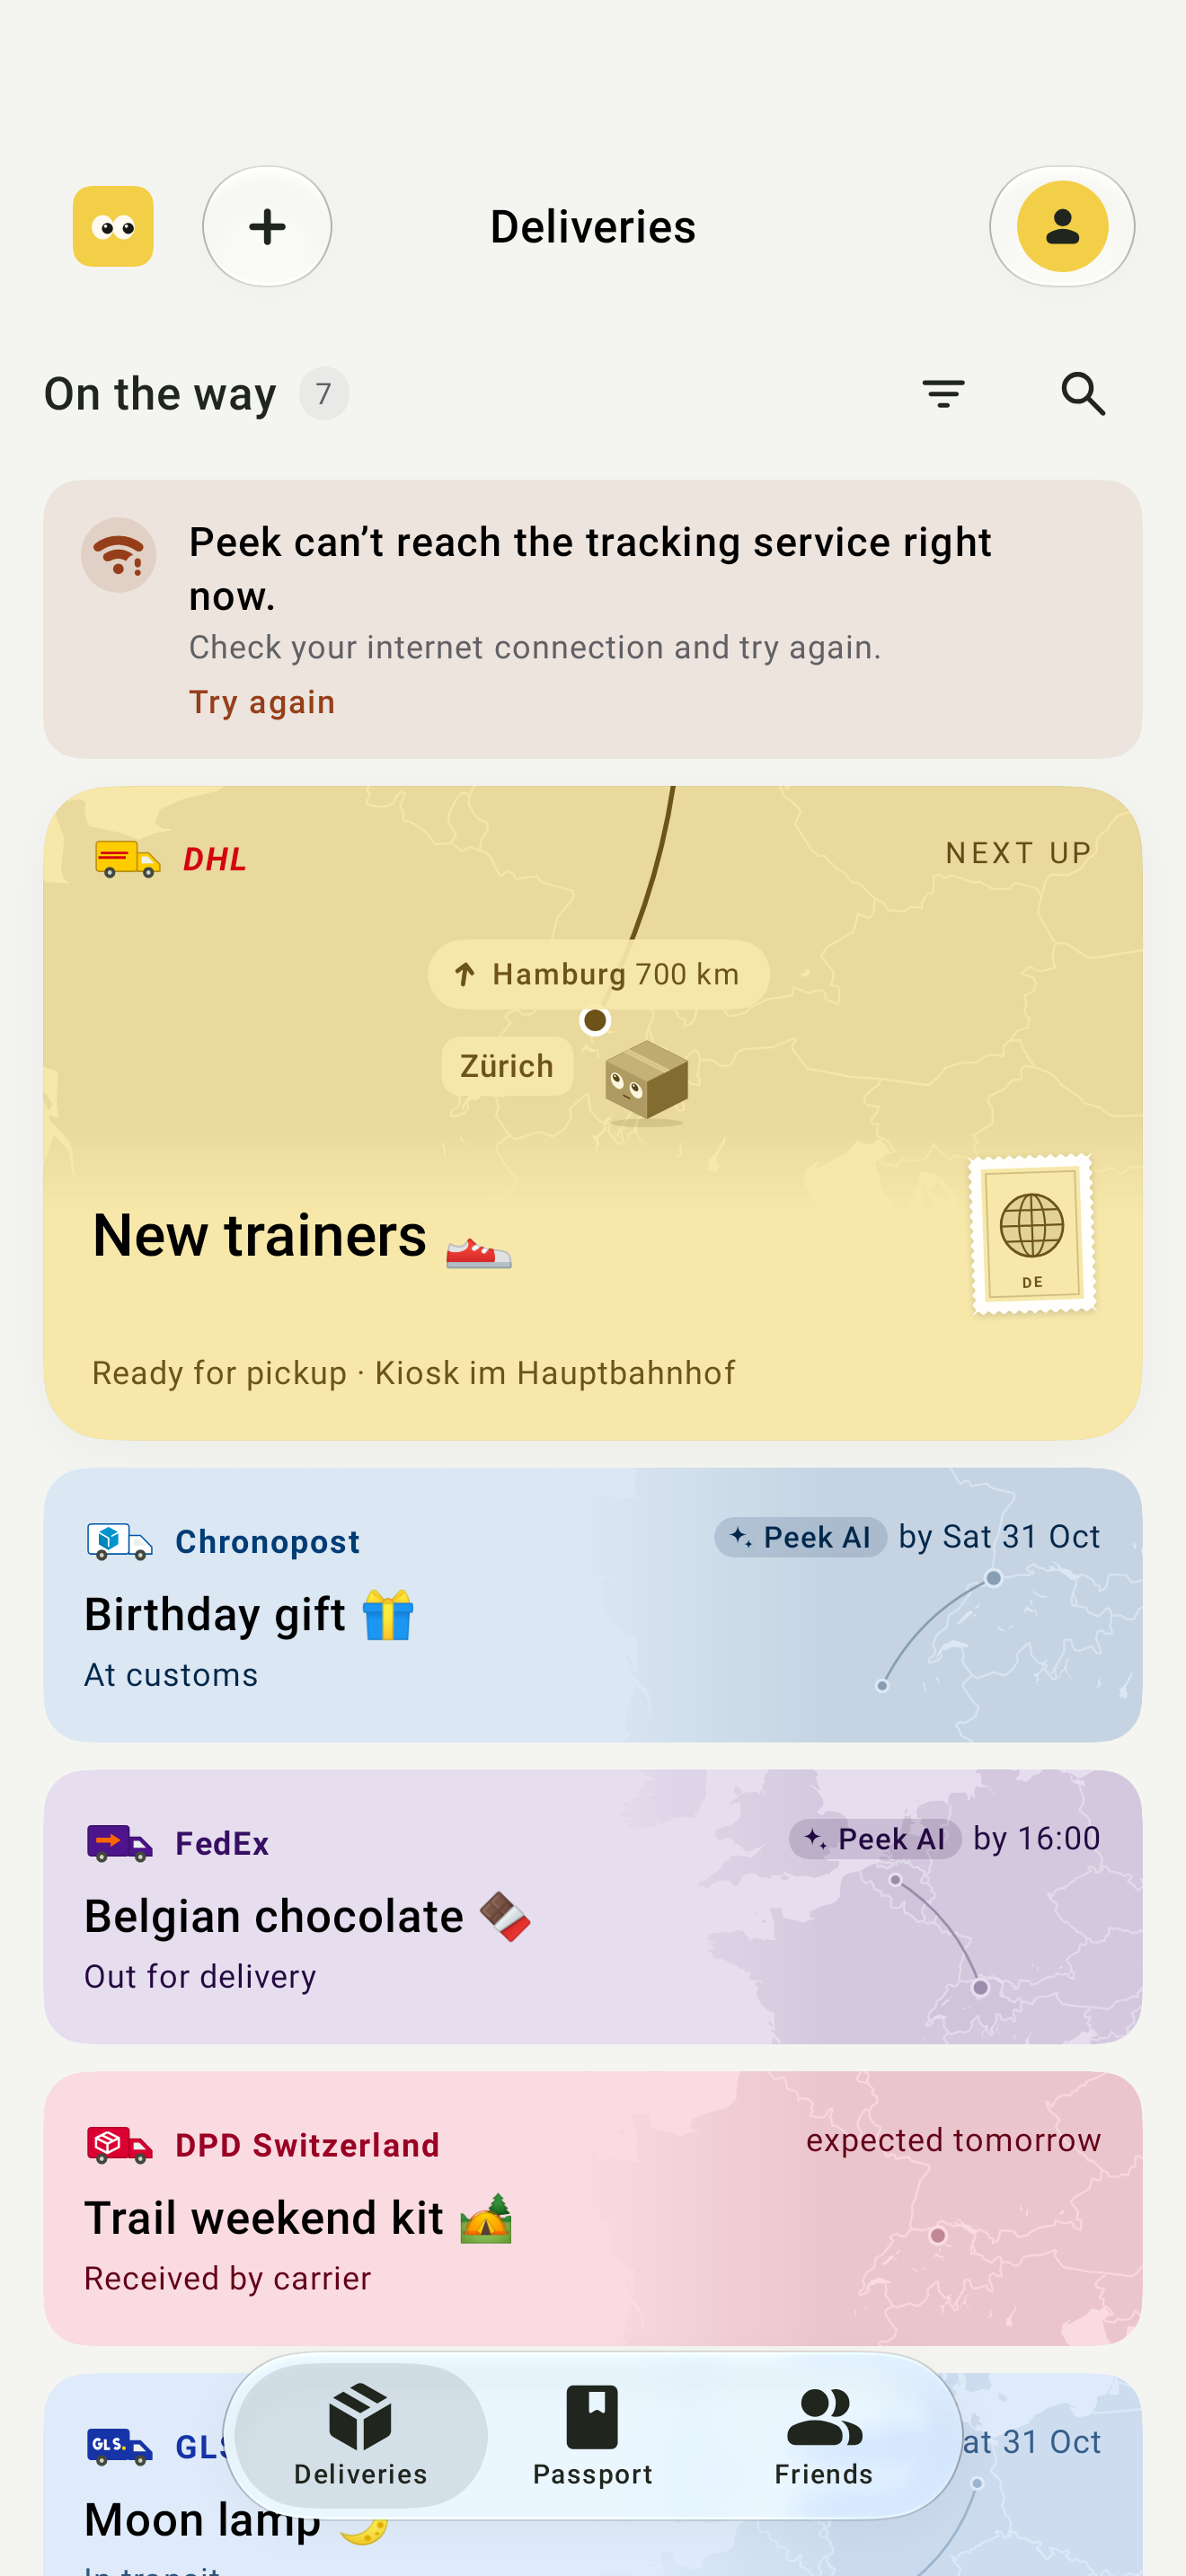 Deliveries
On the way 7
Peek can’t reach the tracking service right
now.
Check your internet connection and try again.
Try again
DHL
NEXT UP
Hamburg 700 km
Zürich
New trainers 👟
DE
Ready for pickup · Kiosk im Hauptbahnhof
Chronopost
Peek AI by Sat 31 Oct
Birthday gift 🎁
At customs
FedEx
Peek AI by 16:00
Belgian chocolate 🍫
Out for delivery
DPD Switzerland
expected tomorrow
Trail weekend kit 🏕️
Received by carrier
GLS.
GLS
at 31 Oct
Moon lamp 🌙
In transit
Deliveries
Passport
Friends